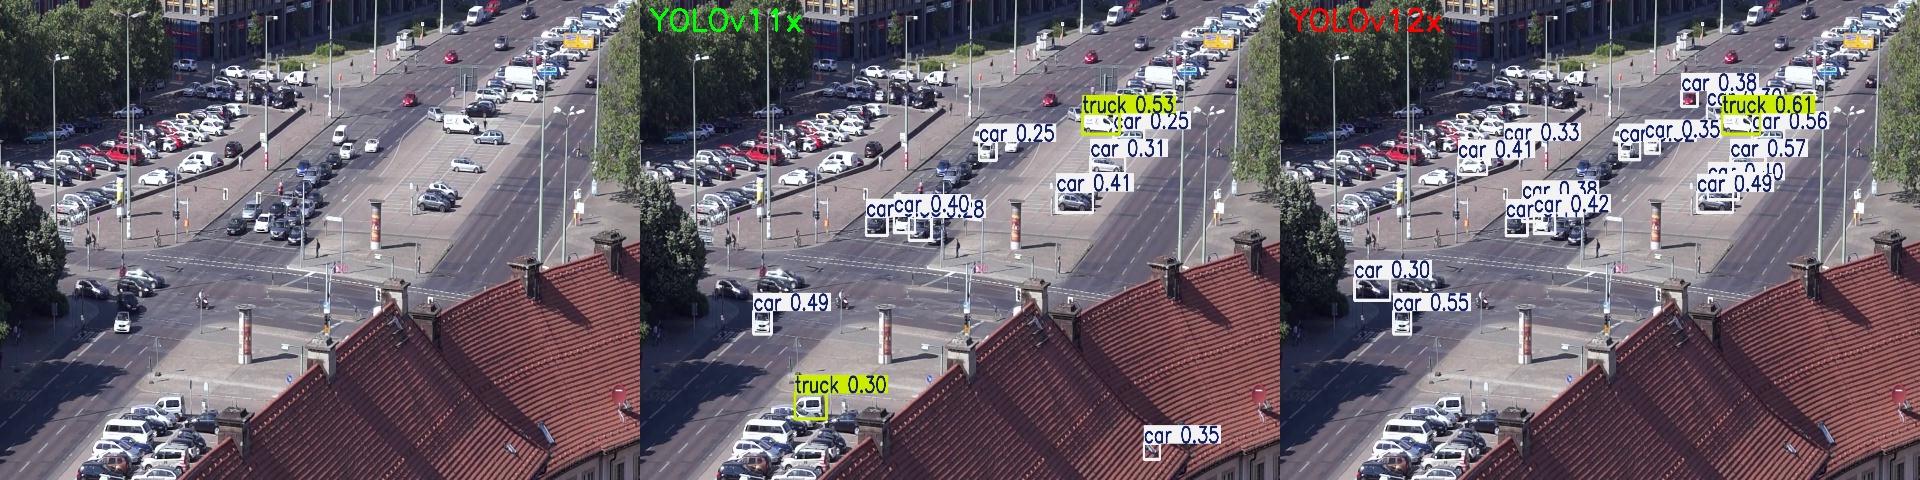 YOLOv11x
truck 0.53
car 0.25
car 0.25
car 0.31
car 0.41
car
car 0.40
car 0.49
truck 0.30
car 0.35
YOLOv12x
car 0.38
truck 0.61
car 0.56
car 0.33
car
car 0.35
car 0.41
car 0.57
car 0.49
car 0.38
car
car 0.42
car 0.30
car 0.55